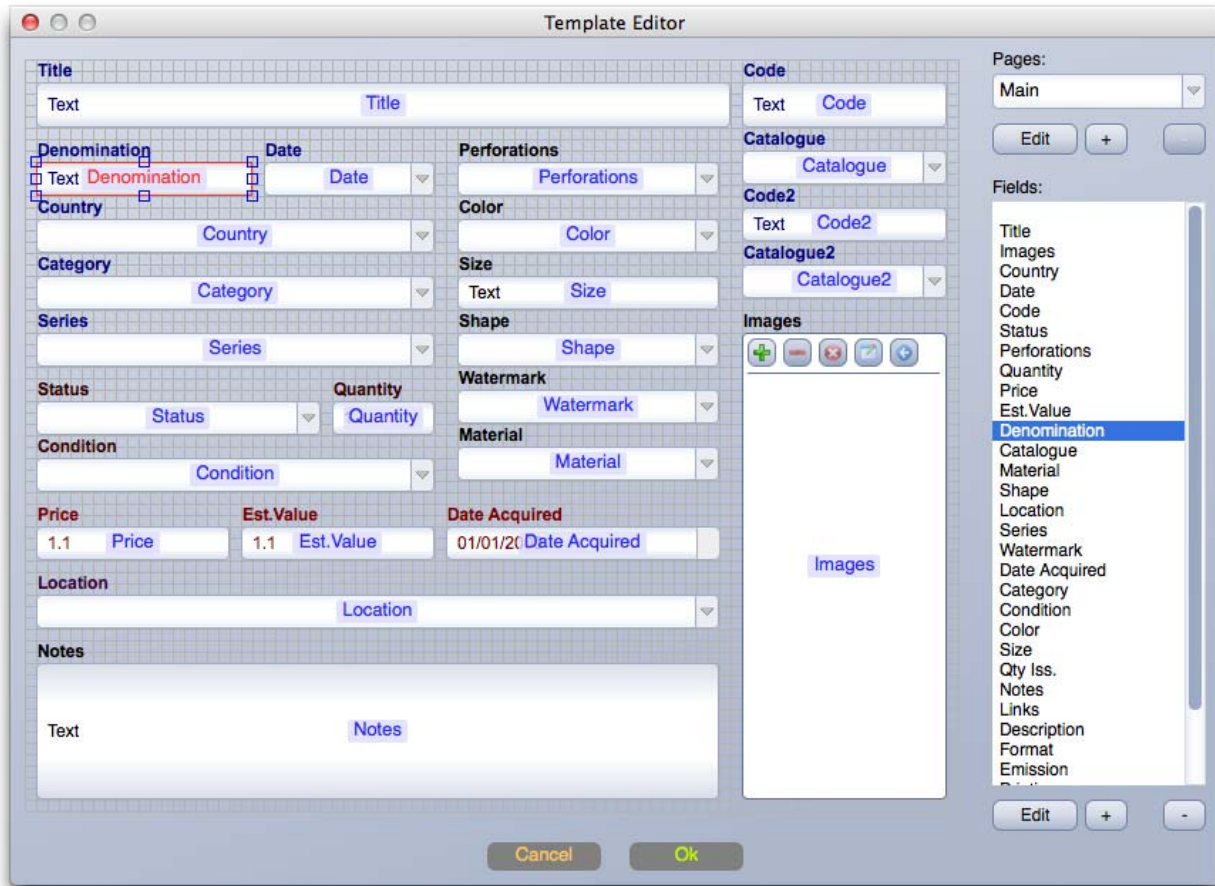 Template Editor
Title
Text Title
Code
Text Code
Denomination Date Perforations
Text Denomination Date Perforations
Catalogue
Catalogue
Country Color
Country Color
Code2
Text Code2
Category Size
Category Text Size
Catalogue2
Catalogue2
Series Shape
Series Shape
Images
Status Quantity Watermark
Status Quantity Watermark
Condition Material
Condition Material
Price Est.Value Date Acquired
1.1 Price 1.1 Est.Value 01/01/20 Date Acquired
Images
Location
Location
Notes
Text Notes
Cancel Ok
Pages:
Main
Edit + -
Fields:
Title
Images
Country
Date
Code
Status
Perforations
Quantity
Price
Est.Value
Denomination
Catalogue
Material
Shape
Location
Series
Watermark
Date Acquired
Category
Condition
Color
Size
Qty Iss.
Notes
Links
Description
Format
Emission
Edit + -